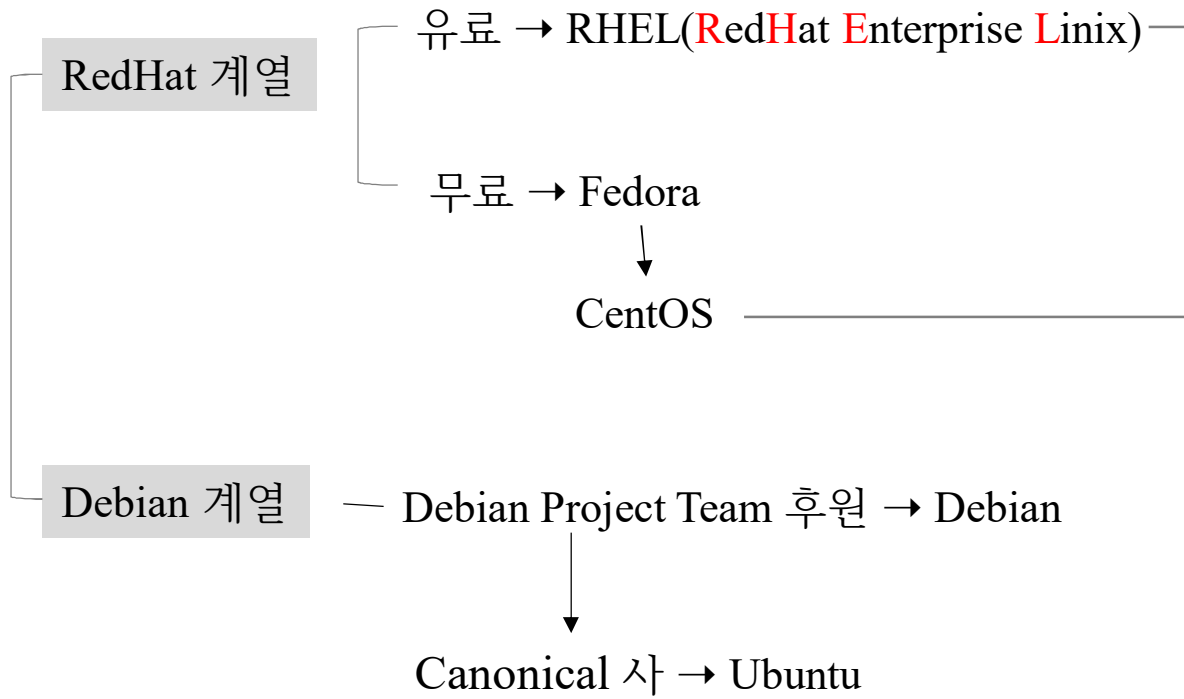 유료 → RHEL(RedHat Enterprise Linix)
RedHat 계열
무료 → Fedora
CentOS
Debian 계열
Debian Project Team 후원 → Debian
Canonical 사 → Ubuntu